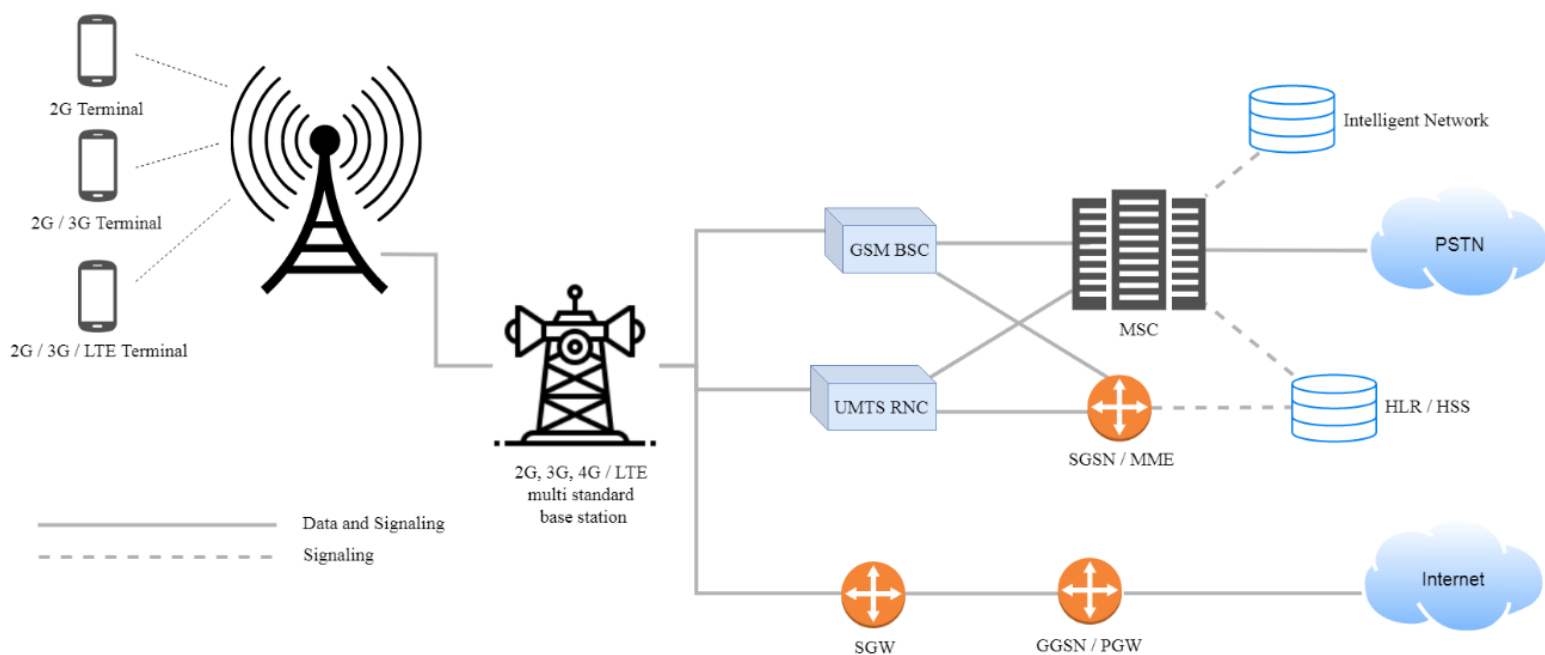 2G Terminal
2G / 3G Terminal
2G / 3G / LTE Terminal
2G, 3G, 4G / LTE
multi standard
base station
Data and Signaling
Signaling
GSM BSC
UMTS RNC
MSC
SGSN / MME
Intelligent Network
PSTN
HLR / HSS
SGW
GGSN / PGW
Internet